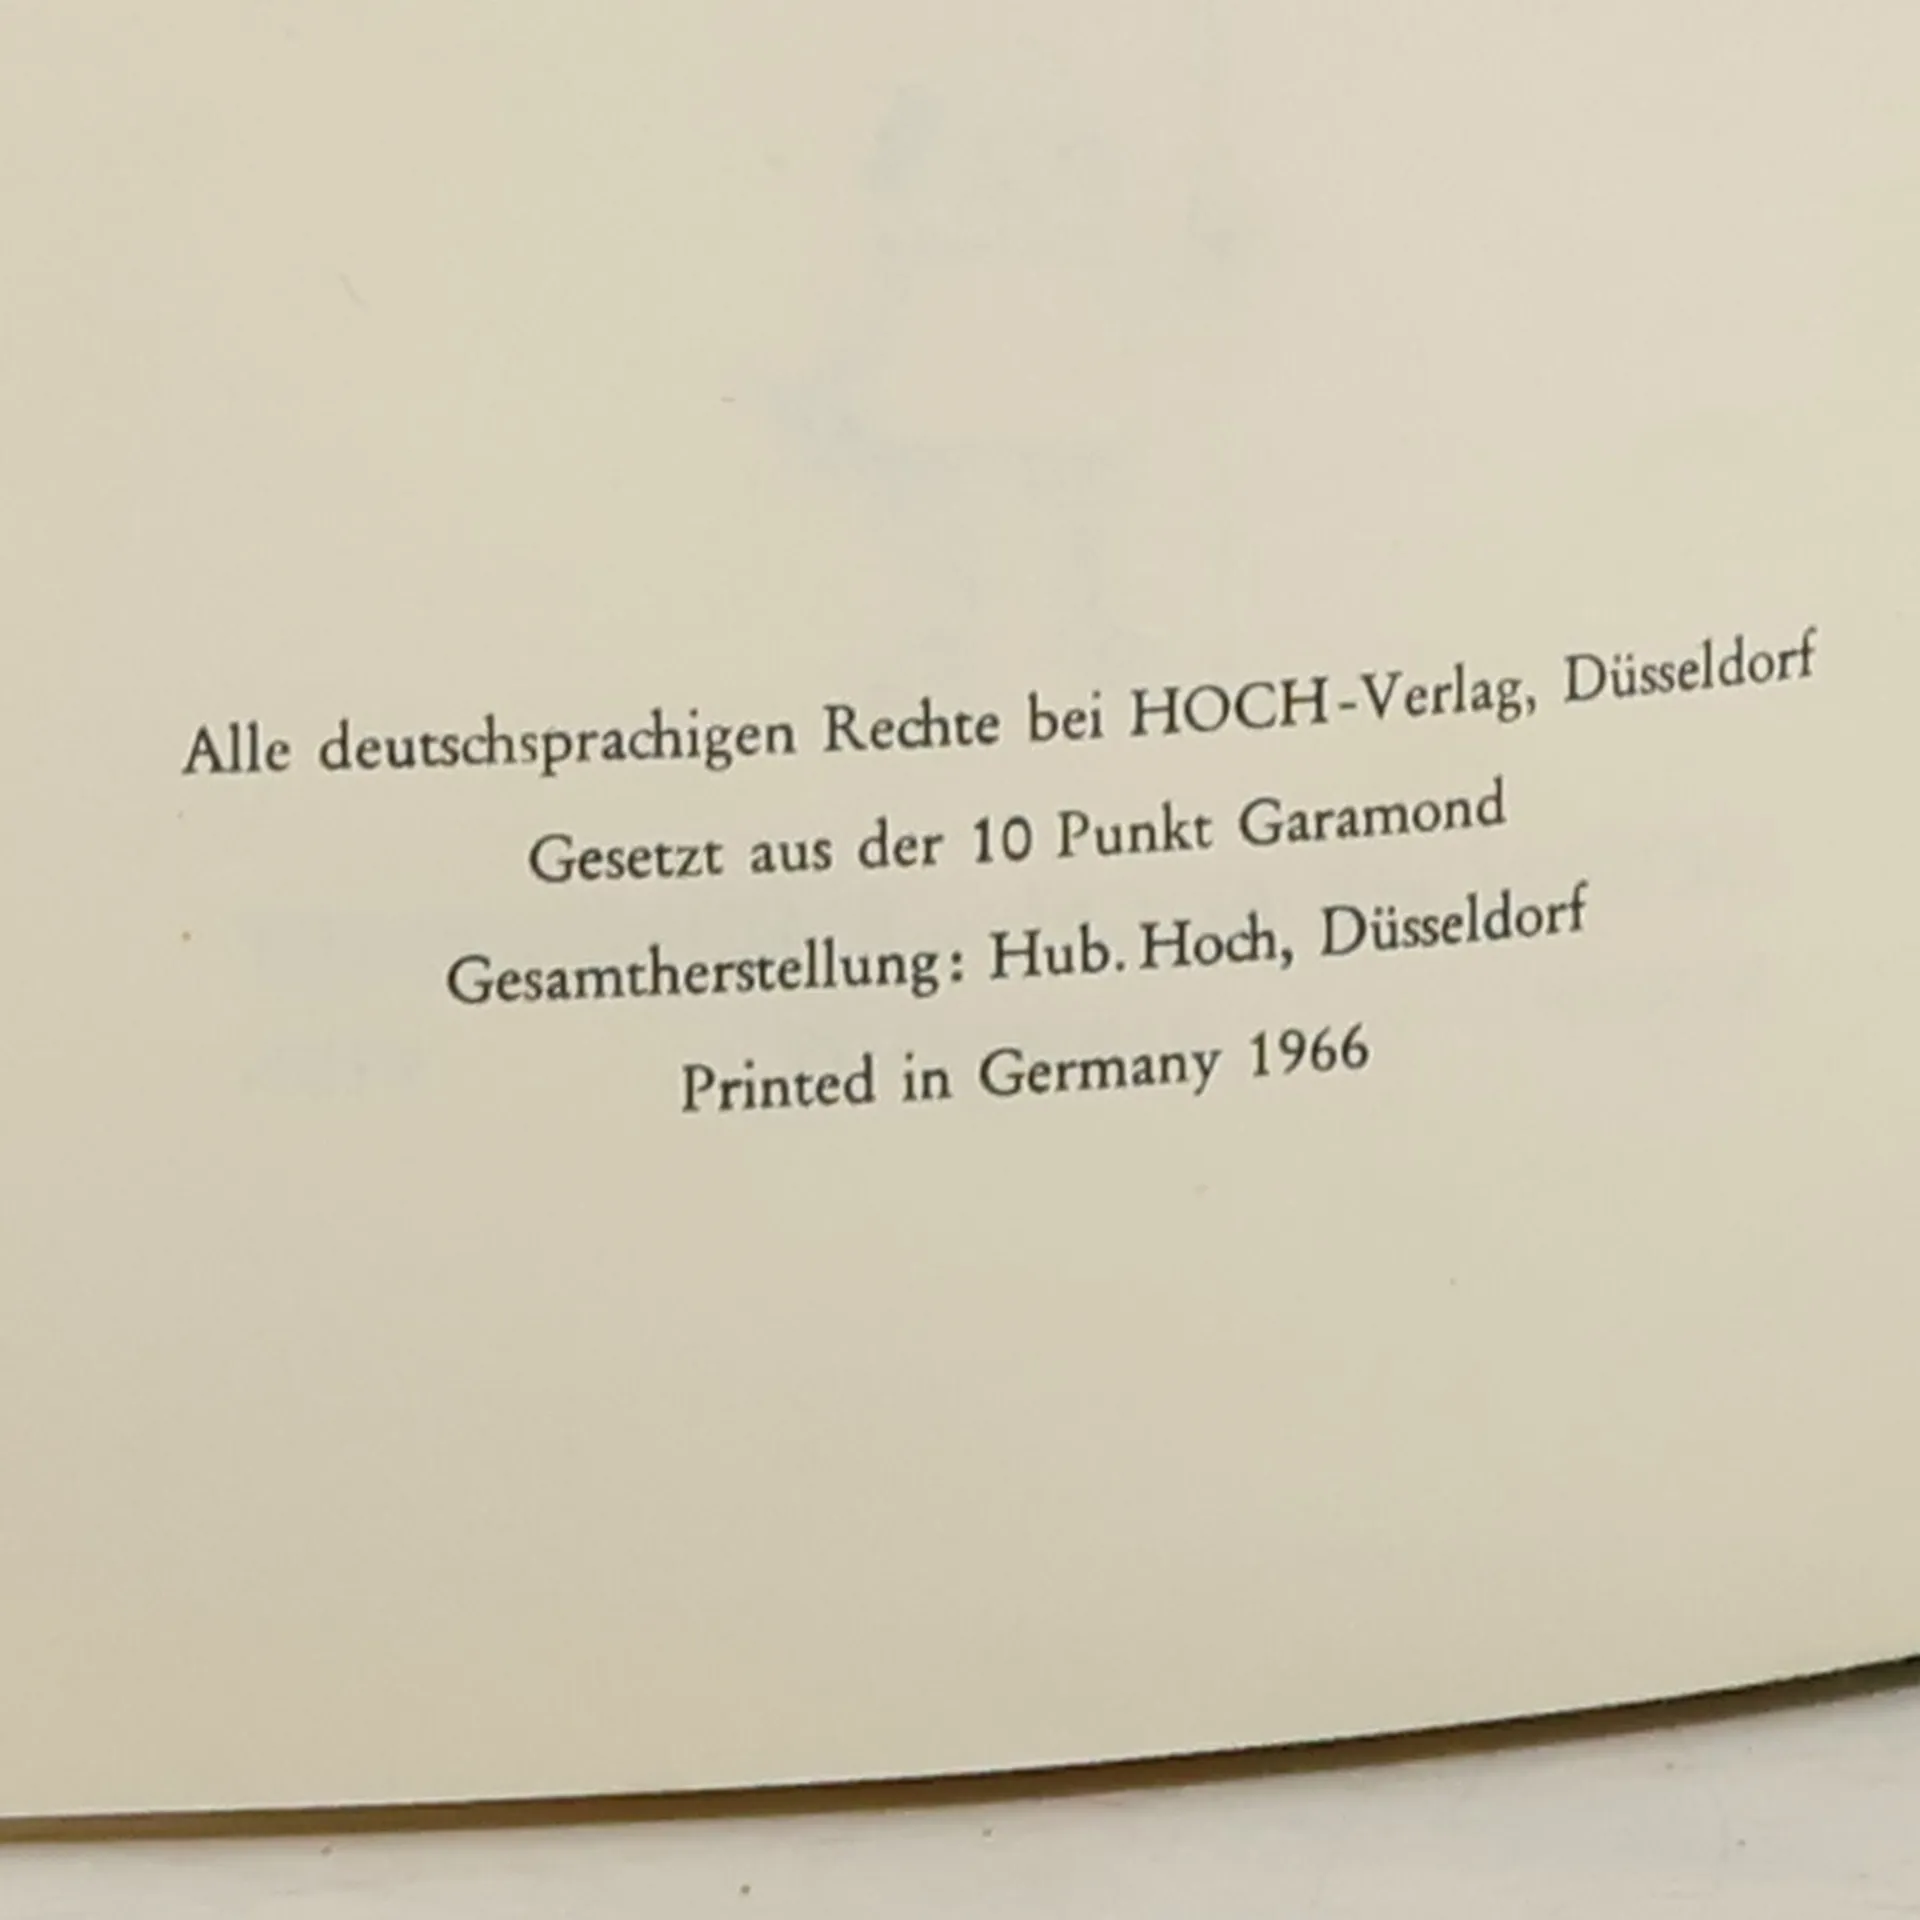 Alle deutschsprachigen Rechte bei HOCH-Verlag, Düsseldorf
Gesetzt aus der 10 Punkt Garamond
Gesamtherstellung: Hub. Hoch, Düsseldorf
Printed in Germany 1966